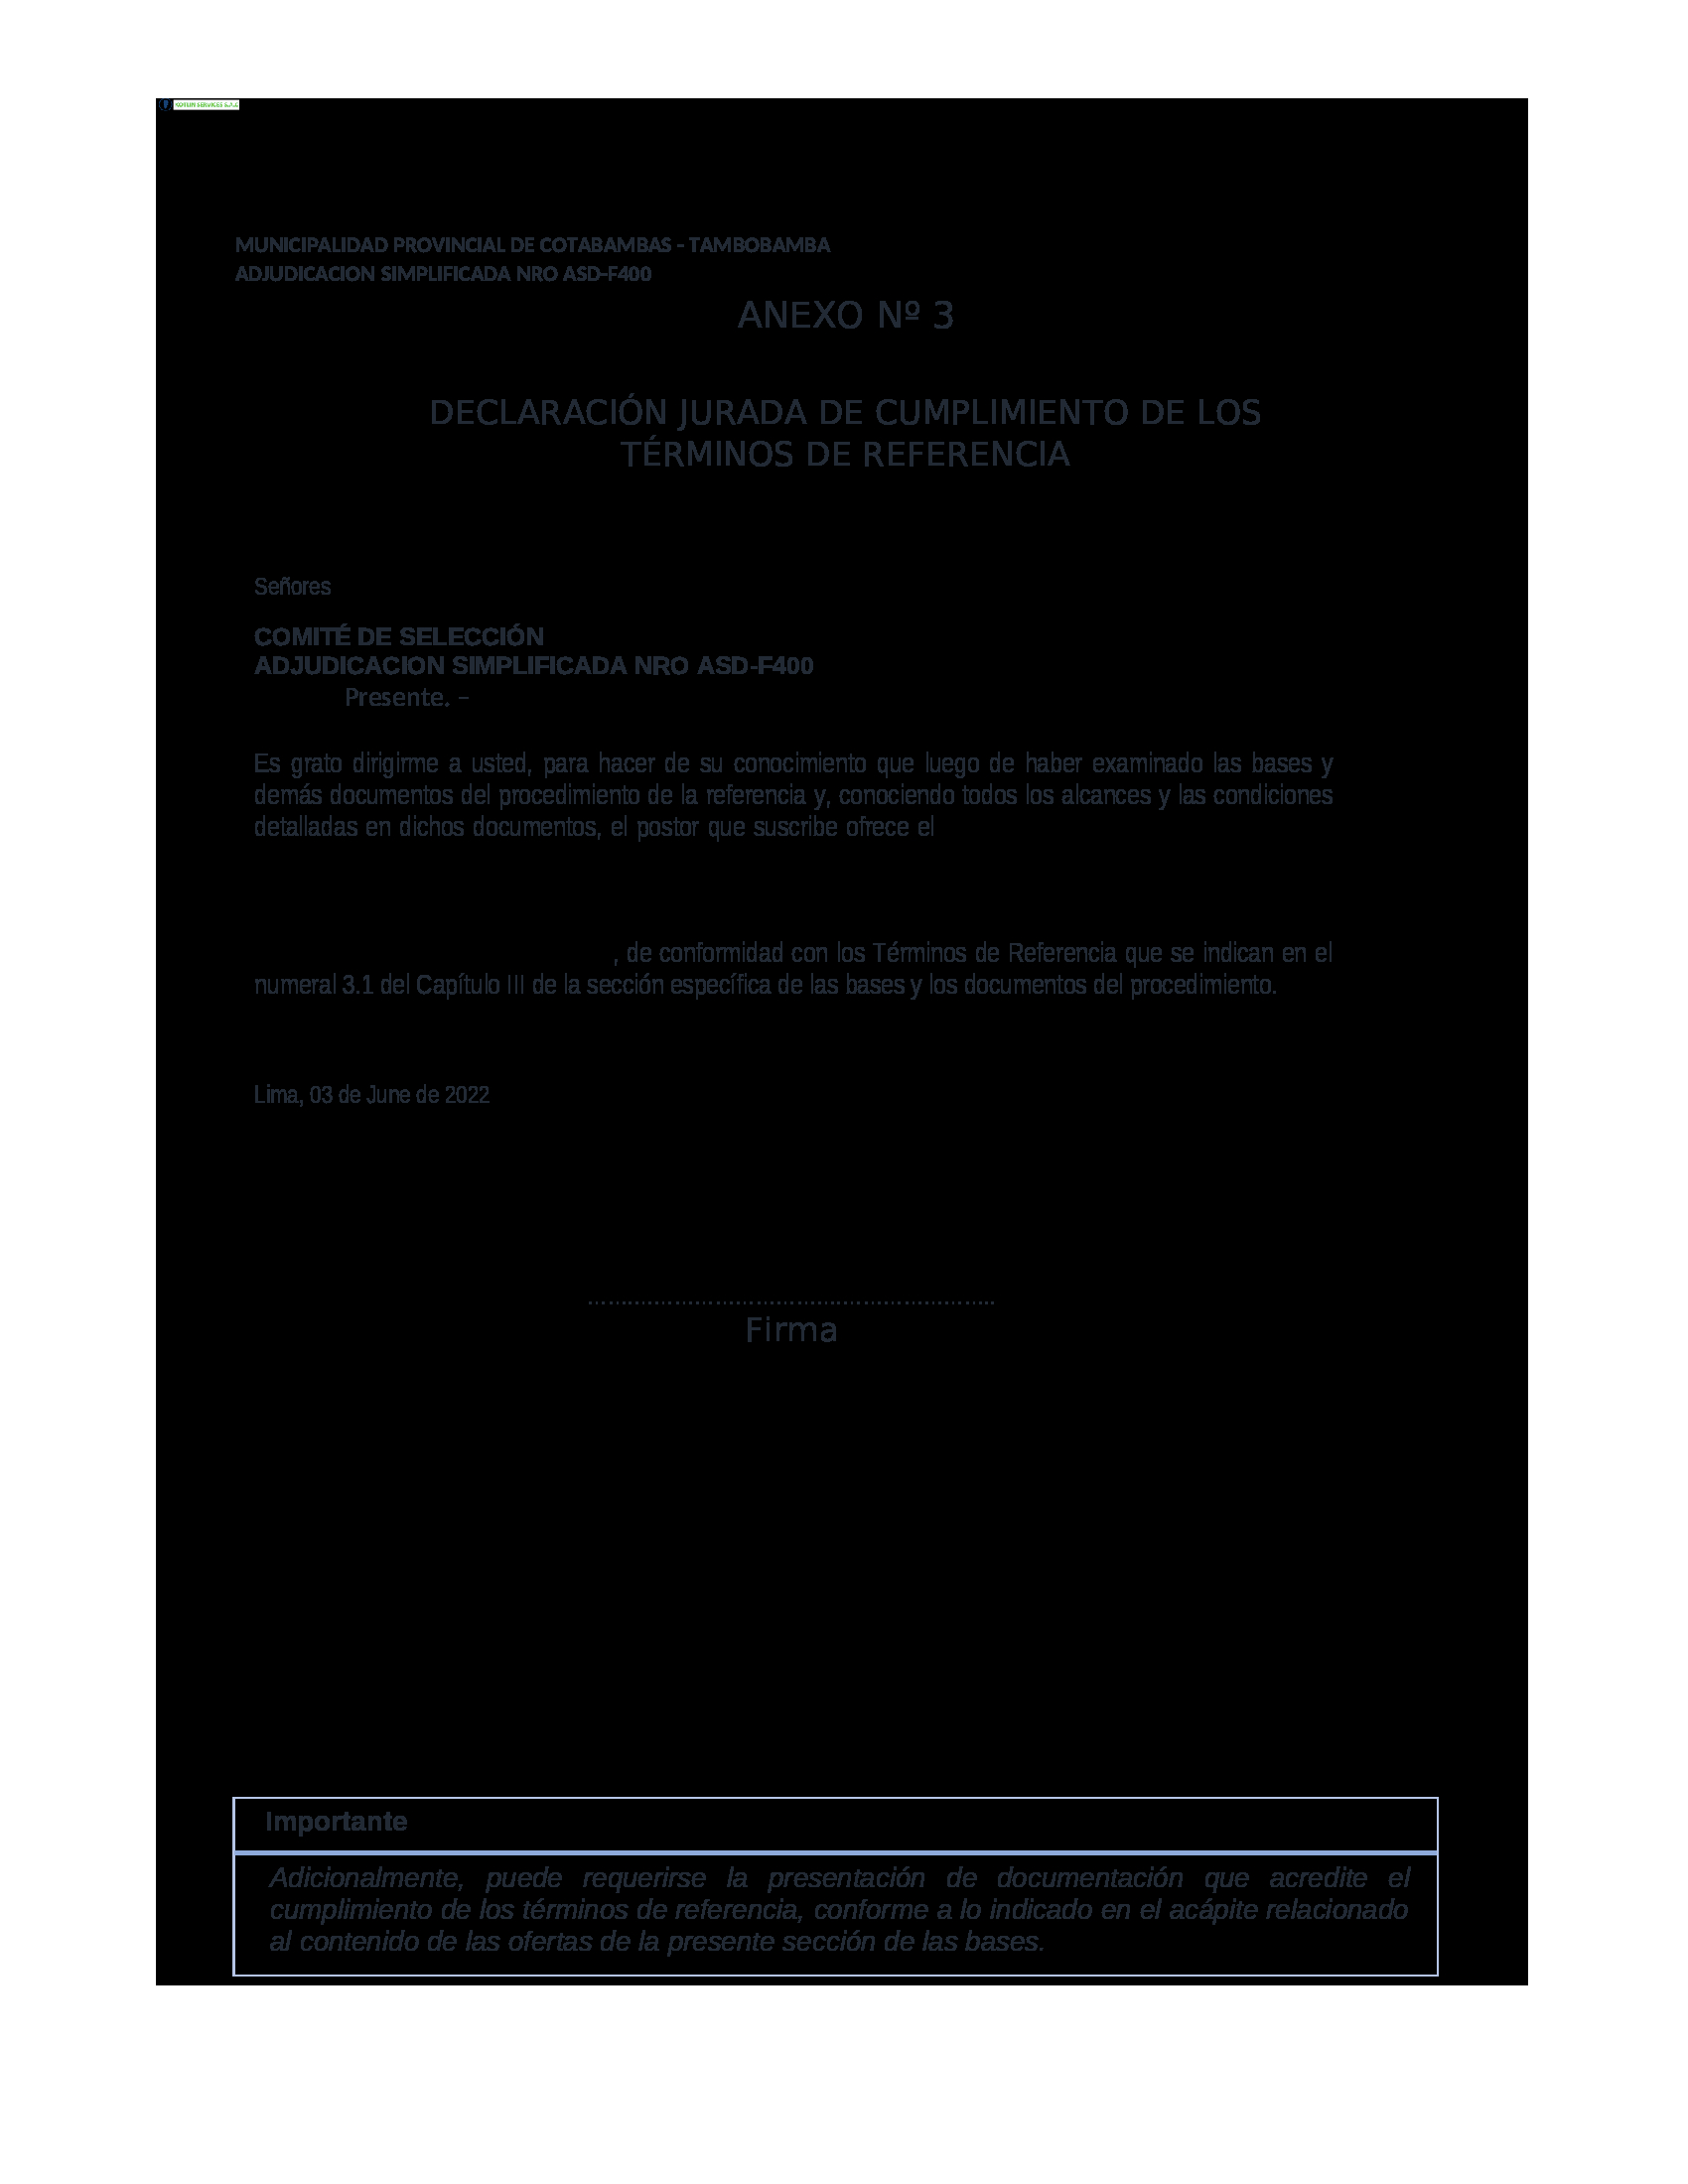 MUNICIPALIDAD PROVINCIAL DE COTABAMBAS - TAMBOBAMBA
ADJUDICACION SIMPLIFICADA NRO ASD-F400
ANEXO Nº 3
DECLARACIÓN JURADA DE CUMPLIMIENTO DE LOS
TÉRMINOS DE REFERENCIA
Señores
COMITÉ DE SELECCIÓN
ADJUDICACION SIMPLIFICADA NRO ASD-F400
Presente. –
Es grato dirigirme a usted, para hacer de su conocimiento que luego de haber examinado las bases y
demás documentos del procedimiento de la referencia y, conociendo todos los alcances y las condiciones
detalladas en dichos documentos, el postor que suscribe ofrece el
, de conformidad con los Términos de Referencia que se indican en el
numeral 3.1 del Capítulo III de la sección específica de las bases y los documentos del procedimiento.
Lima, 03 de June de 2022
Firma
Importante
Adicionalmente, puede requerirse la presentación de documentación que acredite el
cumplimiento de los términos de referencia, conforme a lo indicado en el acápite relacionado
al contenido de las ofertas de la presente sección de las bases.